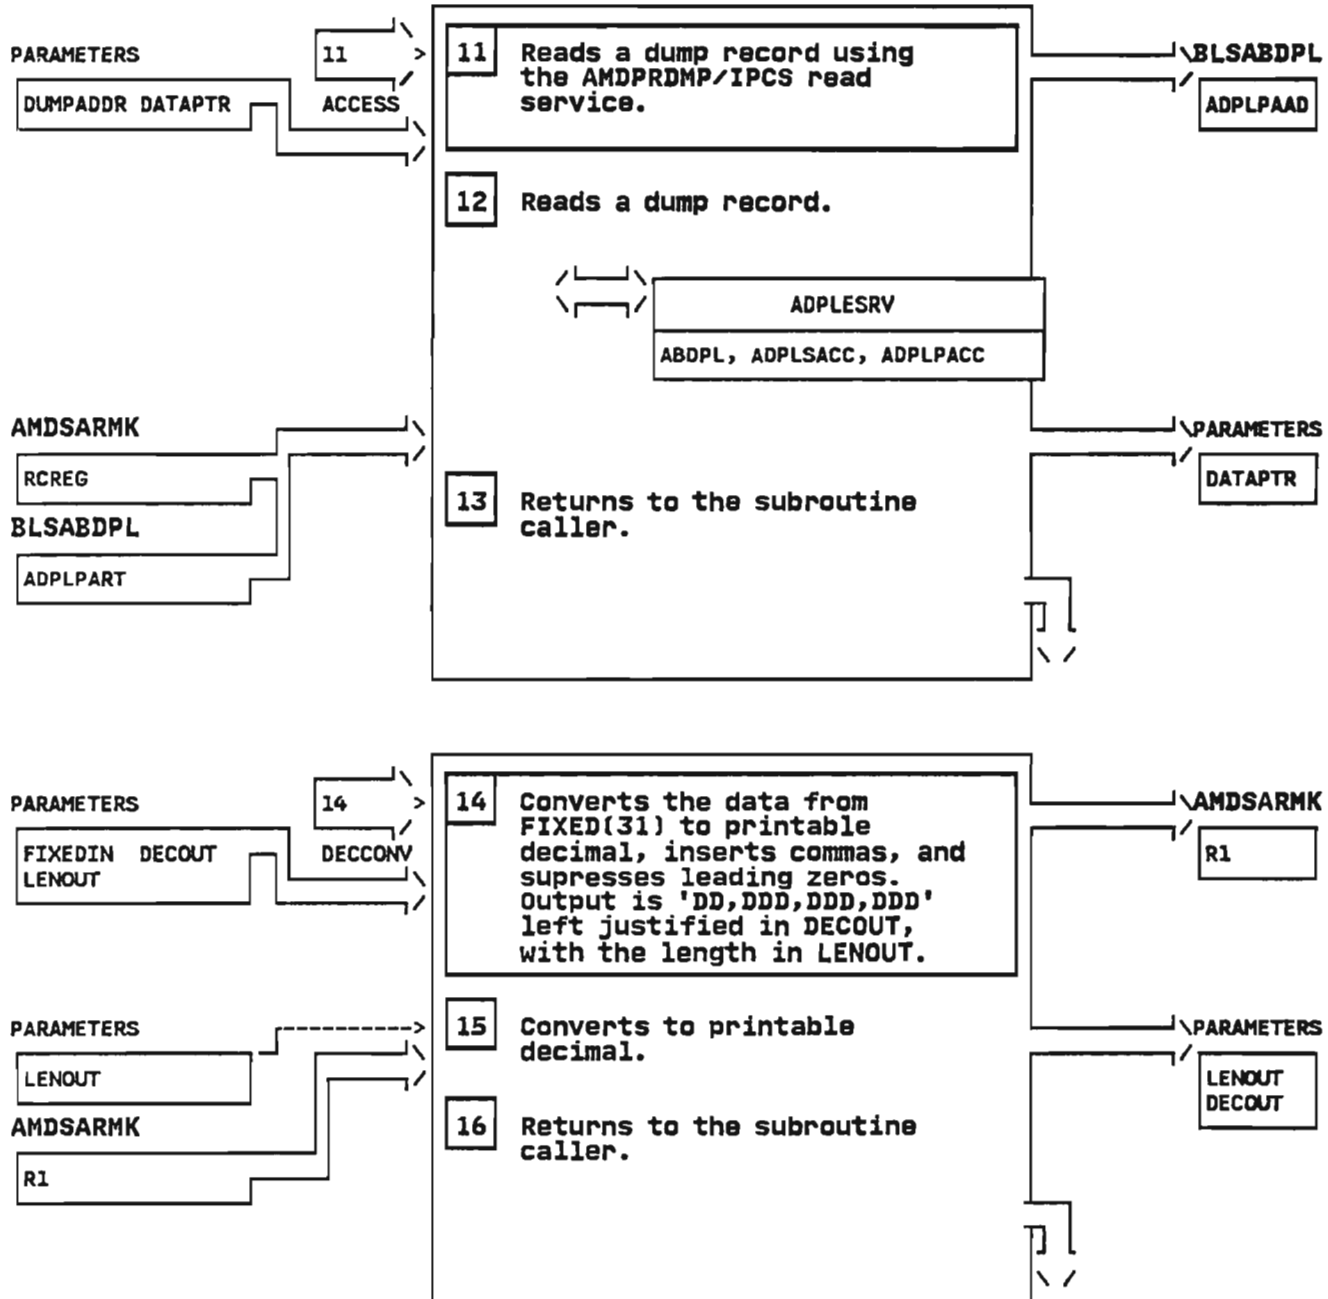 PARAMETERS
DUMPADDR DATAPTR
11
ACCESS
11 Reads a dump record using
the AMDPRDMP/IPCS read
service.
BLSABDPL
ADPLPAAD
12 Reads a dump record.
ADPLESRV
ABDPL, ADPLSACC, ADPLPACC
AMDSARMK
RCREG
BLSABDPL
ADPLPART
PARAMETERS
DATAPTR
13 Returns to the subroutine
caller.
PARAMETERS
FIXEDIN DECOUT
LENOUT
14
DECCONV
14 Converts the data from
FIXED(31) to printable
decimal, inserts commas, and
supresses leading zeros.
Output is 'DD,DDD,DDD,DDD'
left justified in DECOUT,
with the length in LENOUT.
AMDSARMK
R1
PARAMETERS
LENOUT
AMDSARMK
R1
15 Converts to printable
decimal.
PARAMETERS
LENOUT
DECOUT
16 Returns to the subroutine
caller.